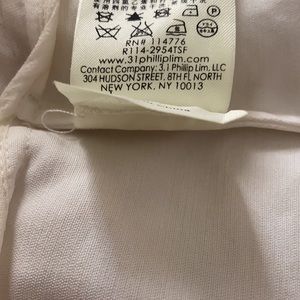 RN# 114776
R114-2954TSF
www.31philliplim.com
Contact Company: 3.1 Phillip Lim, LLC
304 HUDSON STREET, 8TH FL NORTH
NEW YORK, NY 10013